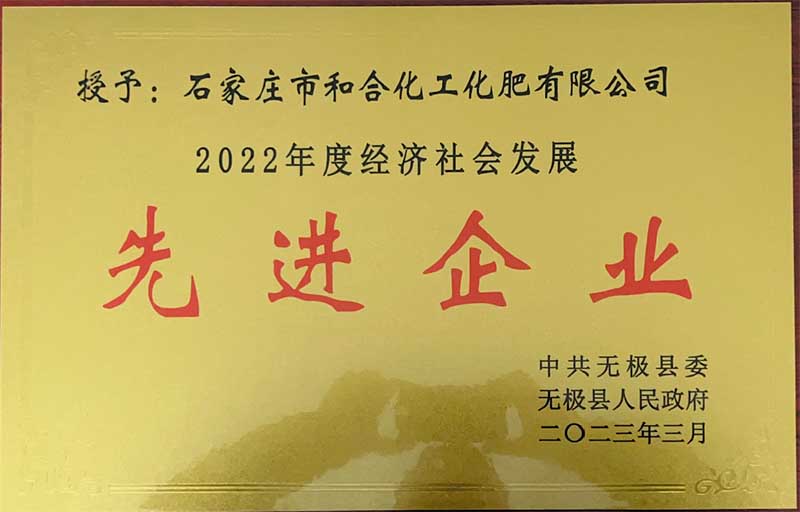 授予：石家庄市和合化工化肥有限公司
2022年度经济社会发展
先进企业
中共无极县委
无极县人民政府
二〇二三年三月